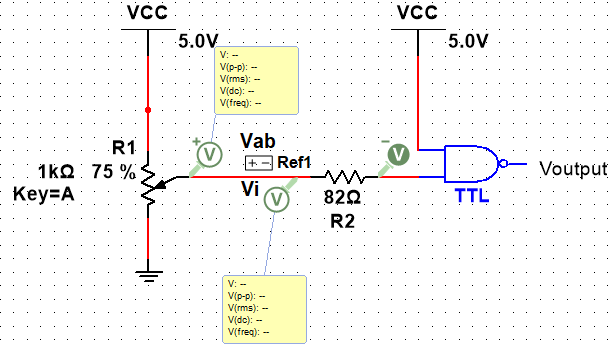 VCC
VCC
5.0V
5.0V
V: --
V(p-p): --
V(rms): --
V(dc): --
V(freq): --
R1
Vab
+
V
+ −
Ref1
−
V
1kΩ
75 %
Key=A
Vi
V
82Ω
R2
TTL
Voutput
V: --
V(p-p): --
V(rms): --
V(dc): --
V(freq): --